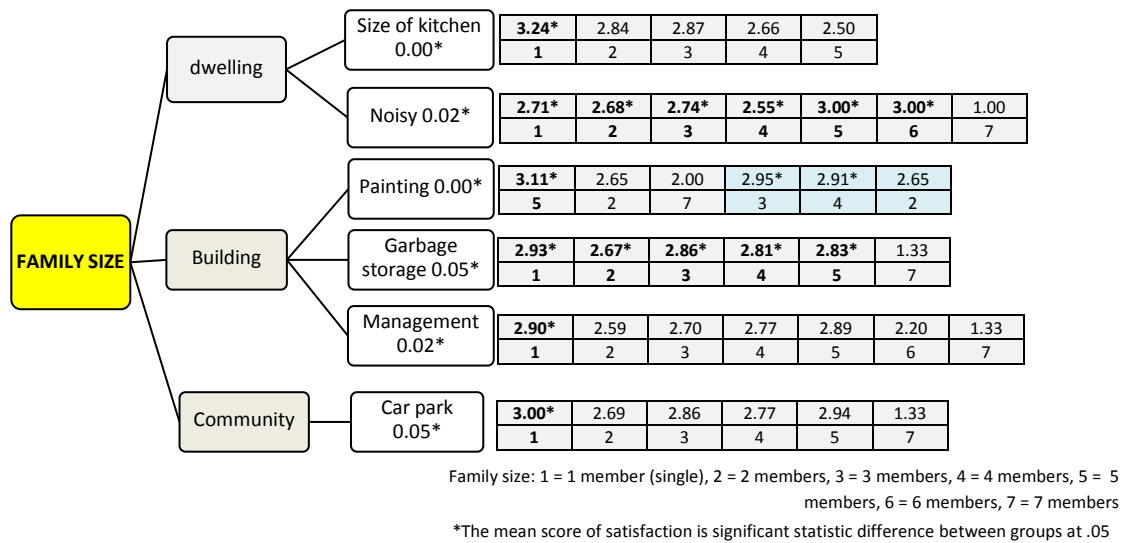 Size of kitchen
0.00*
3.24* 2.84 2.87 2.66 2.50
1 2 3 4 5
dwelling
Noisy 0.02*
2.71* 2.68* 2.74* 2.55* 3.00* 3.00* 1.00
1 2 3 4 5 6 7
Painting 0.00*
3.11* 2.65 2.00 2.95* 2.91* 2.65
5 2 7 3 4 2
FAMILY SIZE
Building
Garbage
storage 0.05*
2.93* 2.67* 2.86* 2.81* 2.83* 1.33
1 2 3 4 5 7
Management
0.02*
2.90* 2.59 2.70 2.77 2.89 2.20 1.33
1 2 3 4 5 6 7
Community
Car park
0.05*
3.00* 2.69 2.86 2.77 2.94 1.33
1 2 3 4 5 7
Family size: 1 = 1 member (single), 2 = 2 members, 3 = 3 members, 4 = 4 members, 5 = 5
members, 6 = 6 members, 7 = 7 members
*The mean score of satisfaction is significant statistic difference between groups at .05